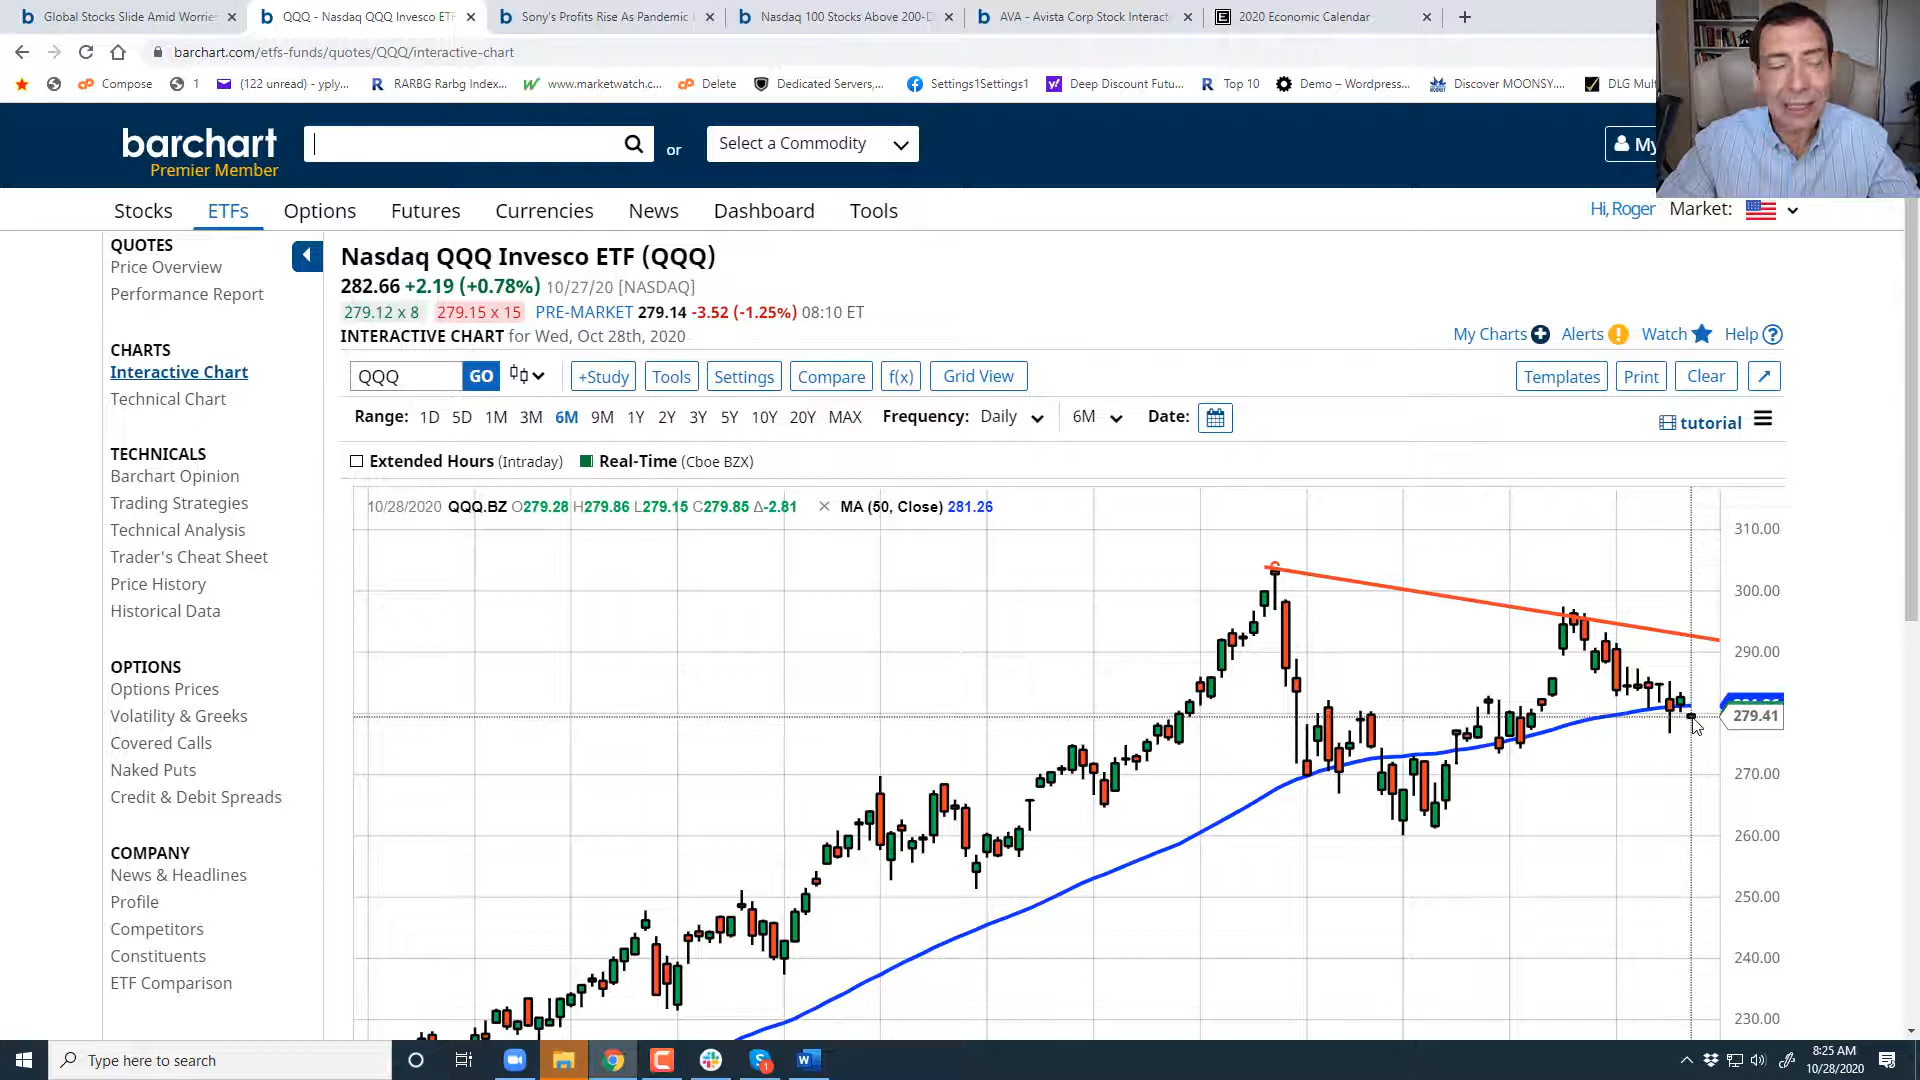 Global Stocks Slide Amid Worrie
QQQ - Nasdaq QQQ Invesco ETF
Sony's Profits Rise As Pandemic
Nasdaq 100 Stocks Above 200-D
AVA - Avista Corp Stock Interact
2020 Economic Calendar
barchart.com/etfs-funds/quotes/QQQ/interactive-chart
Compose
1
(122 unread) - yply...
RARBG Rarbg Index...
www.marketwatch.c...
Delete
Dedicated Servers,...
Settings1Settings1
Deep Discount Futu...
Top 10
Demo – Wordpress...
Discover MOONSY....
DLG Mul
barchart
Premier Member
or
Select a Commodity
My
Stocks
ETFs
Options
Futures
Currencies
News
Dashboard
Tools
Hi, Roger
Market:
QUOTES
Price Overview
Performance Report
CHARTS
Interactive Chart
Technical Chart
TECHNICALS
Barchart Opinion
Trading Strategies
Technical Analysis
Trader's Cheat Sheet
Price History
Historical Data
OPTIONS
Options Prices
Volatility & Greeks
Covered Calls
Naked Puts
Credit & Debit Spreads
COMPANY
News & Headlines
Profile
Competitors
Constituents
ETF Comparison
Nasdaq QQQ Invesco ETF (QQQ)
282.66 +2.19 (+0.78%) 10/27/20 [NASDAQ]
279.12 x 8 279.15 x 15 PRE-MARKET 279.14 -3.52 (-1.25%) 08:10 ET
INTERACTIVE CHART for Wed, Oct 28th, 2020
My Charts Alerts Watch Help
QQQ GO +Study Tools Settings Compare f(x) Grid View Templates Print Clear
Range: 1D 5D 1M 3M 6M 9M 1Y 2Y 3Y 5Y 10Y 20Y MAX Frequency: Daily 6M Date:
tutorial
Extended Hours (Intraday) Real-Time (Cboe BZX)
10/28/2020 QQQ.BZ O279.28 H279.86 L279.15 C279.85 Δ-2.81 MA (50, Close) 281.26
310.00
300.00
290.00
279.41
270.00
260.00
250.00
240.00
230.00
Type here to search
8:25 AM
10/28/2020